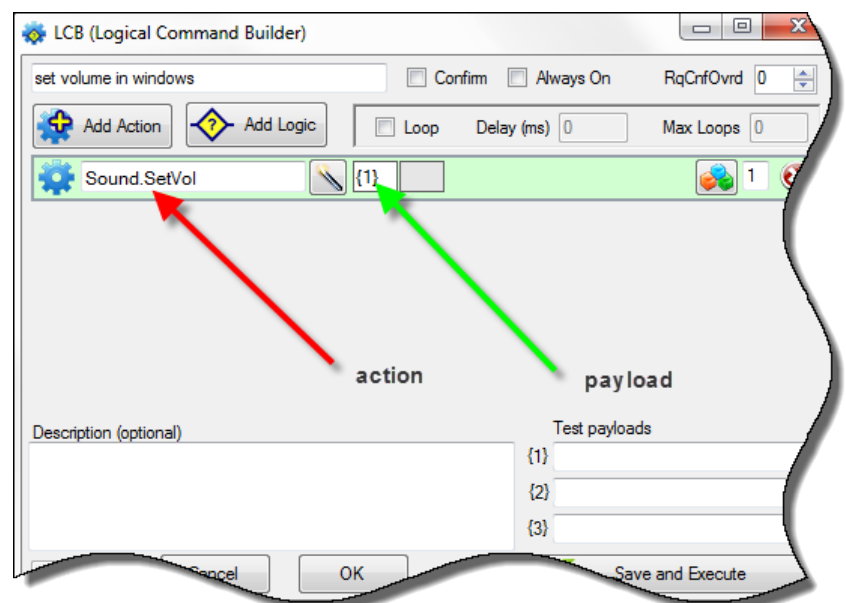 LCB (Logical Command Builder)
set volume in windows
Confirm
Always On
RqCnfOvrd 0
Add Action
Add Logic
Loop
Delay (ms) 0
Max Loops 0
Sound.SetVol
{1}
1
action
payload
Description (optional)
Test payloads
{1}
{2}
{3}
Cancel
OK
Save and Execute